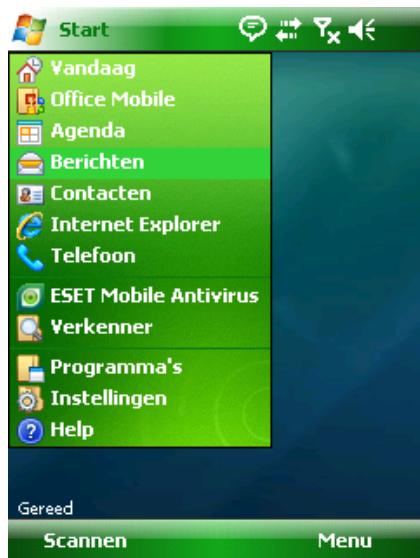 Start
Vandaag
Office Mobile
Agenda
Berichten
Contacten
Internet Explorer
Telefoon
ESET Mobile Antivirus
Verkenner
Programma's
Instellingen
Help
Gereed
Scannen Menu